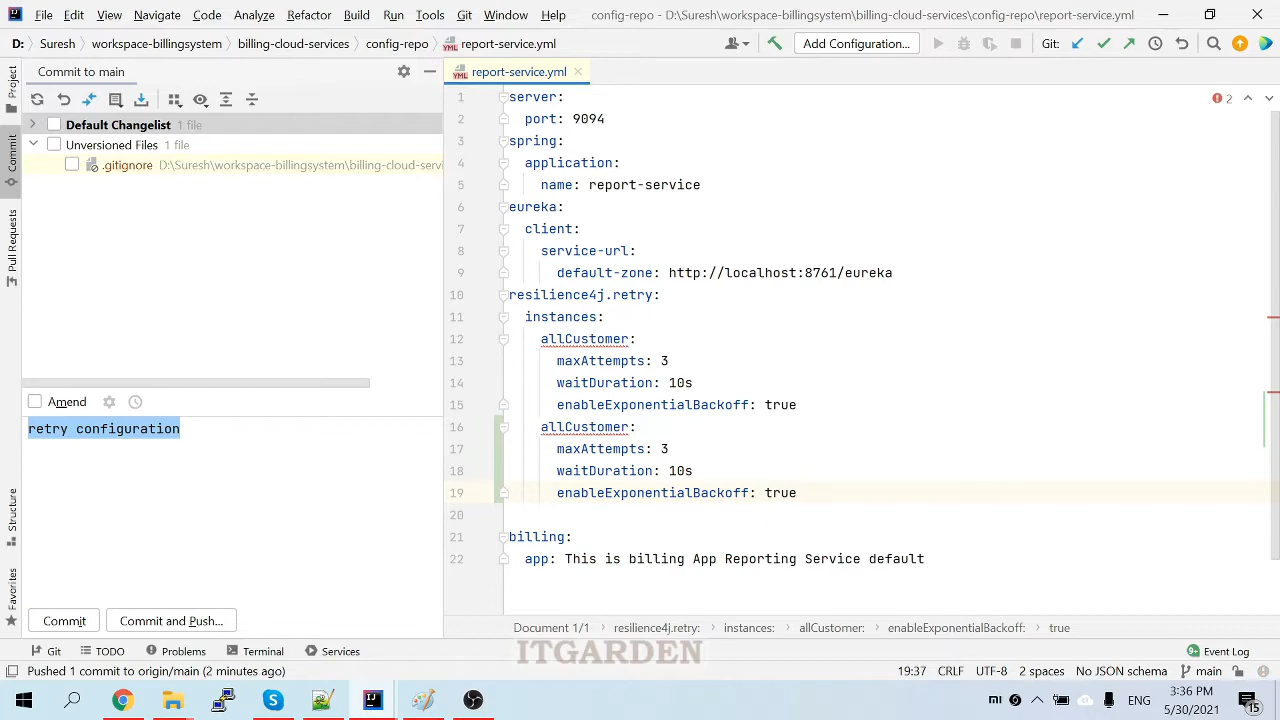 File Edit View Navigate Code Analyze Refactor Build Run Tools Git Window Help config-repo - D:\Suresh\workspace-billingsystem\billing-cloud-services\config-repo\report-service.yml
D: Suresh workspace-billingsystem billing-cloud-services config-repo report-service.yml Add Configuration... Git:
Commit to main
report-service.yml
Project
Commit
Pull Requests
Structure
Favorites
Default Changelist 1 file
Unversioned Files 1 file
.gitignore D:\Suresh\workspace-billingsystem\billing-cloud-servi
Amend
retry configuration
Commit
Commit and Push...
2
1 server:
2 port: 9094
3 spring:
4 application:
5 name: report-service
6 eureka:
7 client:
8 service-url:
9 default-zone: http://localhost:8761/eureka
10 resilience4j.retry:
11 instances:
12 allCustomer:
13 maxAttempts: 3
14 waitDuration: 10s
15 enableExponentialBackoff: true
16 allCustomer:
17 maxAttempts: 3
18 waitDuration: 10s
19 enableExponentialBackoff: true
20
21 billing:
22 app: This is billing App Reporting Service default
Document 1/1 resilience4j.retry: instances: allCustomer: enableExponentialBackoff: true
ITGARDEN
Git TODO Problems Terminal Services Event Log
Pushed 1 commit to origin/main (2 minutes ago) 19:37 CRLF UTF-8 2 spaces No JSON schema main
ENG
3:36 PM
5/30/2021
15